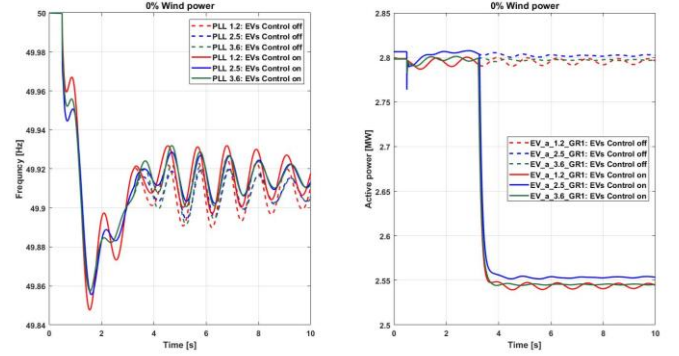 0% Wind power
50
49.98
49.96
49.94
49.92
49.9
49.88
49.86
49.84
0
2
4
6
8
10
Frequncy [Hz]
Time [s]
PLL 1.2: EVs Control off
PLL 2.5: EVs Control off
PLL 3.6: EVs Control off
PLL 1.2: EVs Control on
PLL 2.5: EVs Control on
PLL 3.6: EVs Control on
0% Wind power
2.85
2.8
2.75
2.7
2.65
2.6
2.55
2.5
0
2
4
6
8
10
Active power [MW]
Time [s]
EV_a_1.2_GR1: EVs Control off
EV_a_2.5_GR1: EVs Control off
EV_a_3.6_GR1: EVs Control off
EV_a_1.2_GR1: EVs Control on
EV_a_2.5_GR1: EVs Control on
EV_a_3.6_GR1: EVs Control on